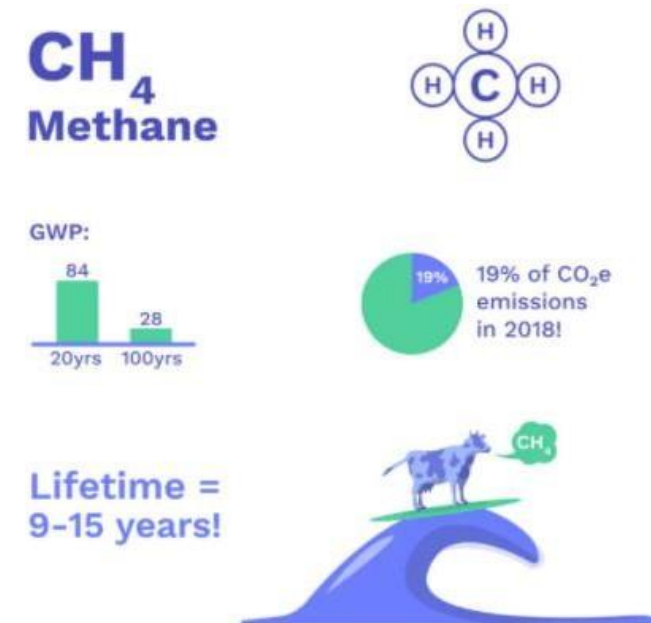 CH₄
Methane
H
H C H
H
GWP:
84
28
20yrs 100yrs
19%
19% of CO₂e
emissions
in 2018!
CH₄
Lifetime =
9-15 years!